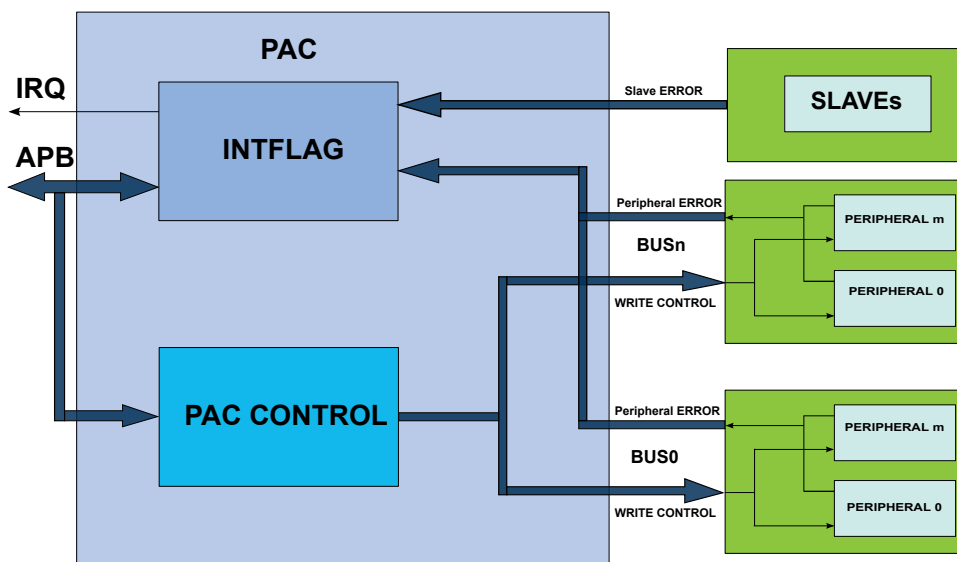 PAC
IRQ
APB
INTFLAG
Slave ERROR
SLAVEs
Peripheral ERROR
BUSn
WRITE CONTROL
PERIPHERAL m
PERIPHERAL 0
PAC CONTROL
Peripheral ERROR
BUS0
WRITE CONTROL
PERIPHERAL m
PERIPHERAL 0